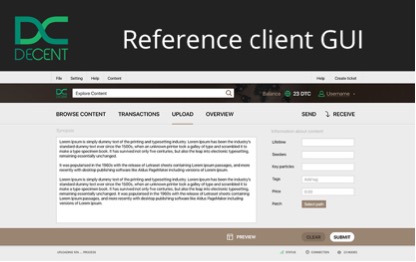 DC
DECENT
Reference client GUI
File Setting Help Content Help Create ticket
DC
DECENT
Explore Content
Balance 23 DTC Username
BROWSE CONTENT TRANSACTIONS UPLOAD OVERVIEW SEND RECEIVE
Synopsis Information about content
Lorem Ipsum is simply dummy text of the printing and typesetting industry. Lorem Ipsum has been the industry's
standard dummy text ever since the 1500s, when an unknown printer took a galley of type and scrambled it to
make a type specimen book. It has survived not only five centuries, but also the leap into electronic typesetting,
remaining essentially unchanged.
It was popularised in the 1960s with the release of Letraset sheets containing Lorem Ipsum passages, and more
recently with desktop publishing software like Aldus PageMaker including versions of Lorem Ipsum.
Lorem Ipsum is simply dummy text of the printing and typesetting industry. Lorem Ipsum has been the industry's
standard dummy text ever since the 1500s, when an unknown printer took a galley of type and scrambled it to
make a type specimen book. It has survived not only five centuries, but also the leap into electronic typesetting,
remaining essentially unchanged.
It was popularised in the 1960s with the release of Letraset sheets containing Lorem
Ipsum passages, and more recently with desktop publishing software like Aldus PageMaker including versions
of Lorem Ipsum.
Lifetime
Seeders
Key particles
Tags
Price
Patch Select path
PREVIEW CLEAR SUBMIT
STATUS CONNECTION